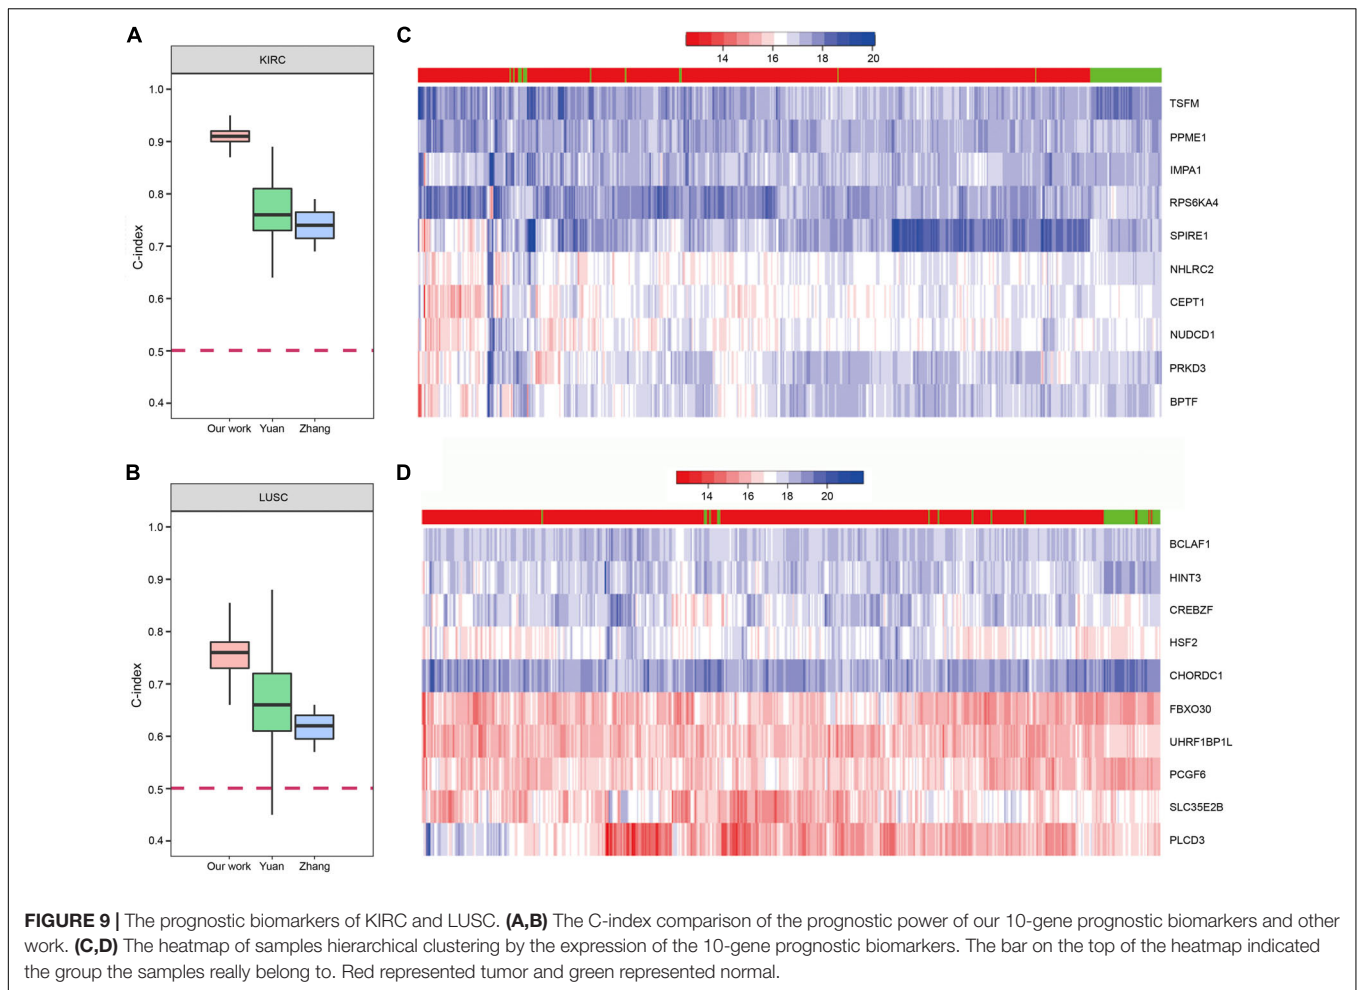 A
KIRC
1.0
0.9
0.8
0.7
0.6
0.5
0.4
C-index
Our work Yuan Zhang
C
14 16 18 20
TSFM
PPME1
IMPA1
RPS6KA4
SPIRE1
NHLRC2
CEPT1
NUDCD1
PRKD3
BPTF
B
LUSC
1.0
0.9
0.8
0.7
0.6
0.5
0.4
C-index
Our work Yuan Zhang
D
14 16 18 20
BCLAF1
HINT3
CREBZF
HSF2
CHORDC1
FBXO30
UHRF1BP1L
PCGF6
SLC35E2B
PLCD3
FIGURE 9 | The prognostic biomarkers of KIRC and LUSC. (A,B) The C-index comparison of the prognostic power of our 10-gene prognostic biomarkers and other
work. (C,D) The heatmap of samples hierarchical clustering by the expression of the 10-gene prognostic biomarkers. The bar on the top of the heatmap indicated
the group the samples really belong to. Red represented tumor and green represented normal.